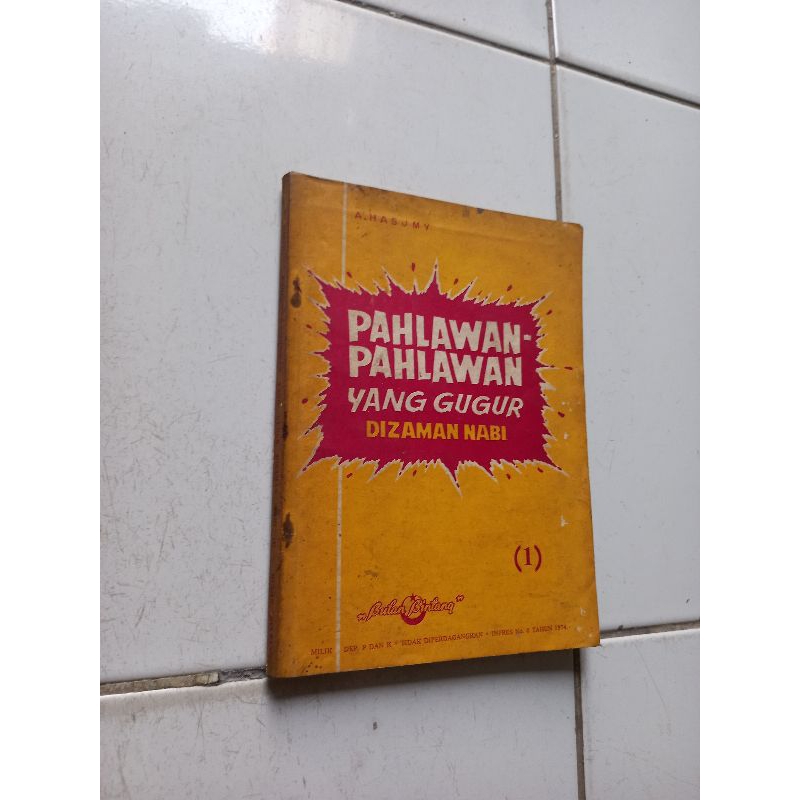 A. HASJMY
PAHLAWAN-
PAHLAWAN
YANG GUGUR
DIZAMAN NABI
(1)
„Bulan Bintang"
MILIK DEP. P DAN K * TIDAK DIPERDAGANGKAN * INPRES No. 6 TAHUN 1974